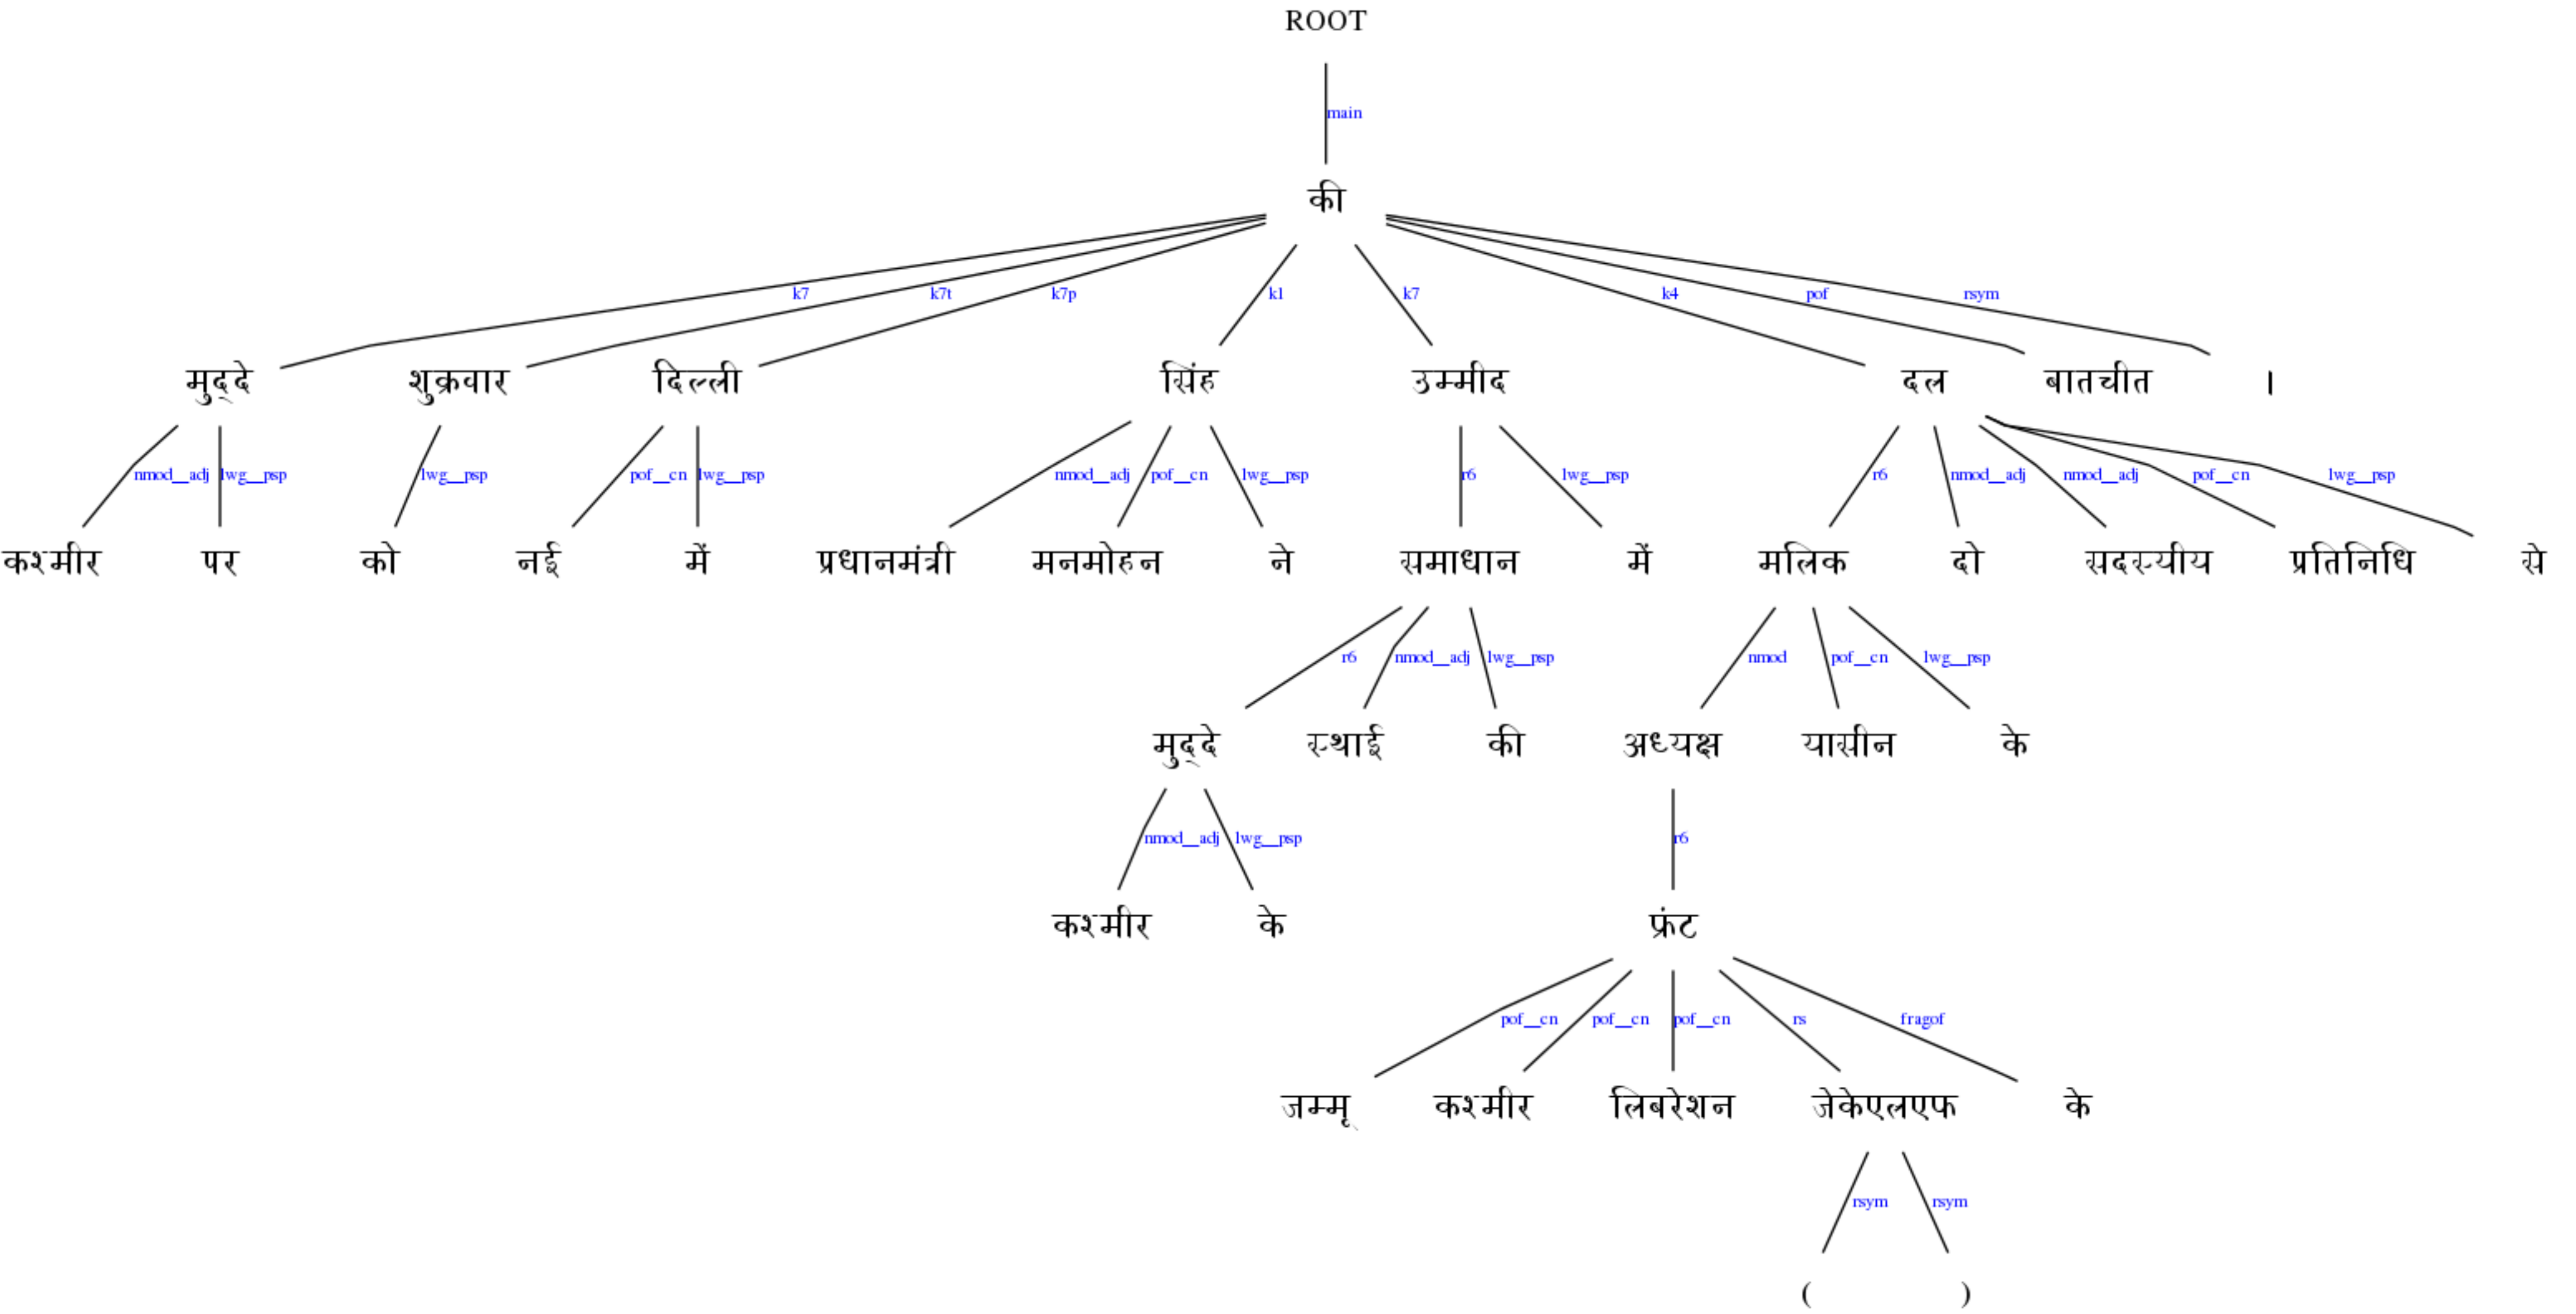 ROOT
main
की
k7 k7t k7p k1 k7 k4 pof rsym
मुद्दे शुक्रवार दिल्ली सिंह उम्मीद दल बातचीत ।
nmod__adj lwg__psp lwg__psp pof__cn lwg__psp nmod__adj pof__cn lwg__psp r6 lwg__psp r6 nmod__adj nmod__adj pof__cn lwg__psp
कश्मीर पर को नई में प्रधानमंत्री मनमोहन ने समाधान में मलिक दो सदस्यीय प्रतिनिधि से
r6 nmod__adj lwg__psp nmod pof__cn lwg__psp
मुद्दे स्थाई की अध्यक्ष यासीन के
nmod__adj lwg__psp r6
कश्मीर के फ्रंट
pof__cn pof__cn pof__cn rs fragof
जम्मू कश्मीर लिबरेशन जेकेएलएफ के
rsym rsym
( )